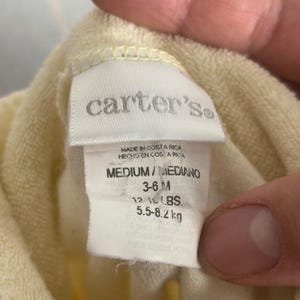 carter's®
MADE IN COSTA RICA
HECHO EN COSTA RICA
MEDIUM / MEDIANO
3-6 M
LBS
5.5-8.2 kg